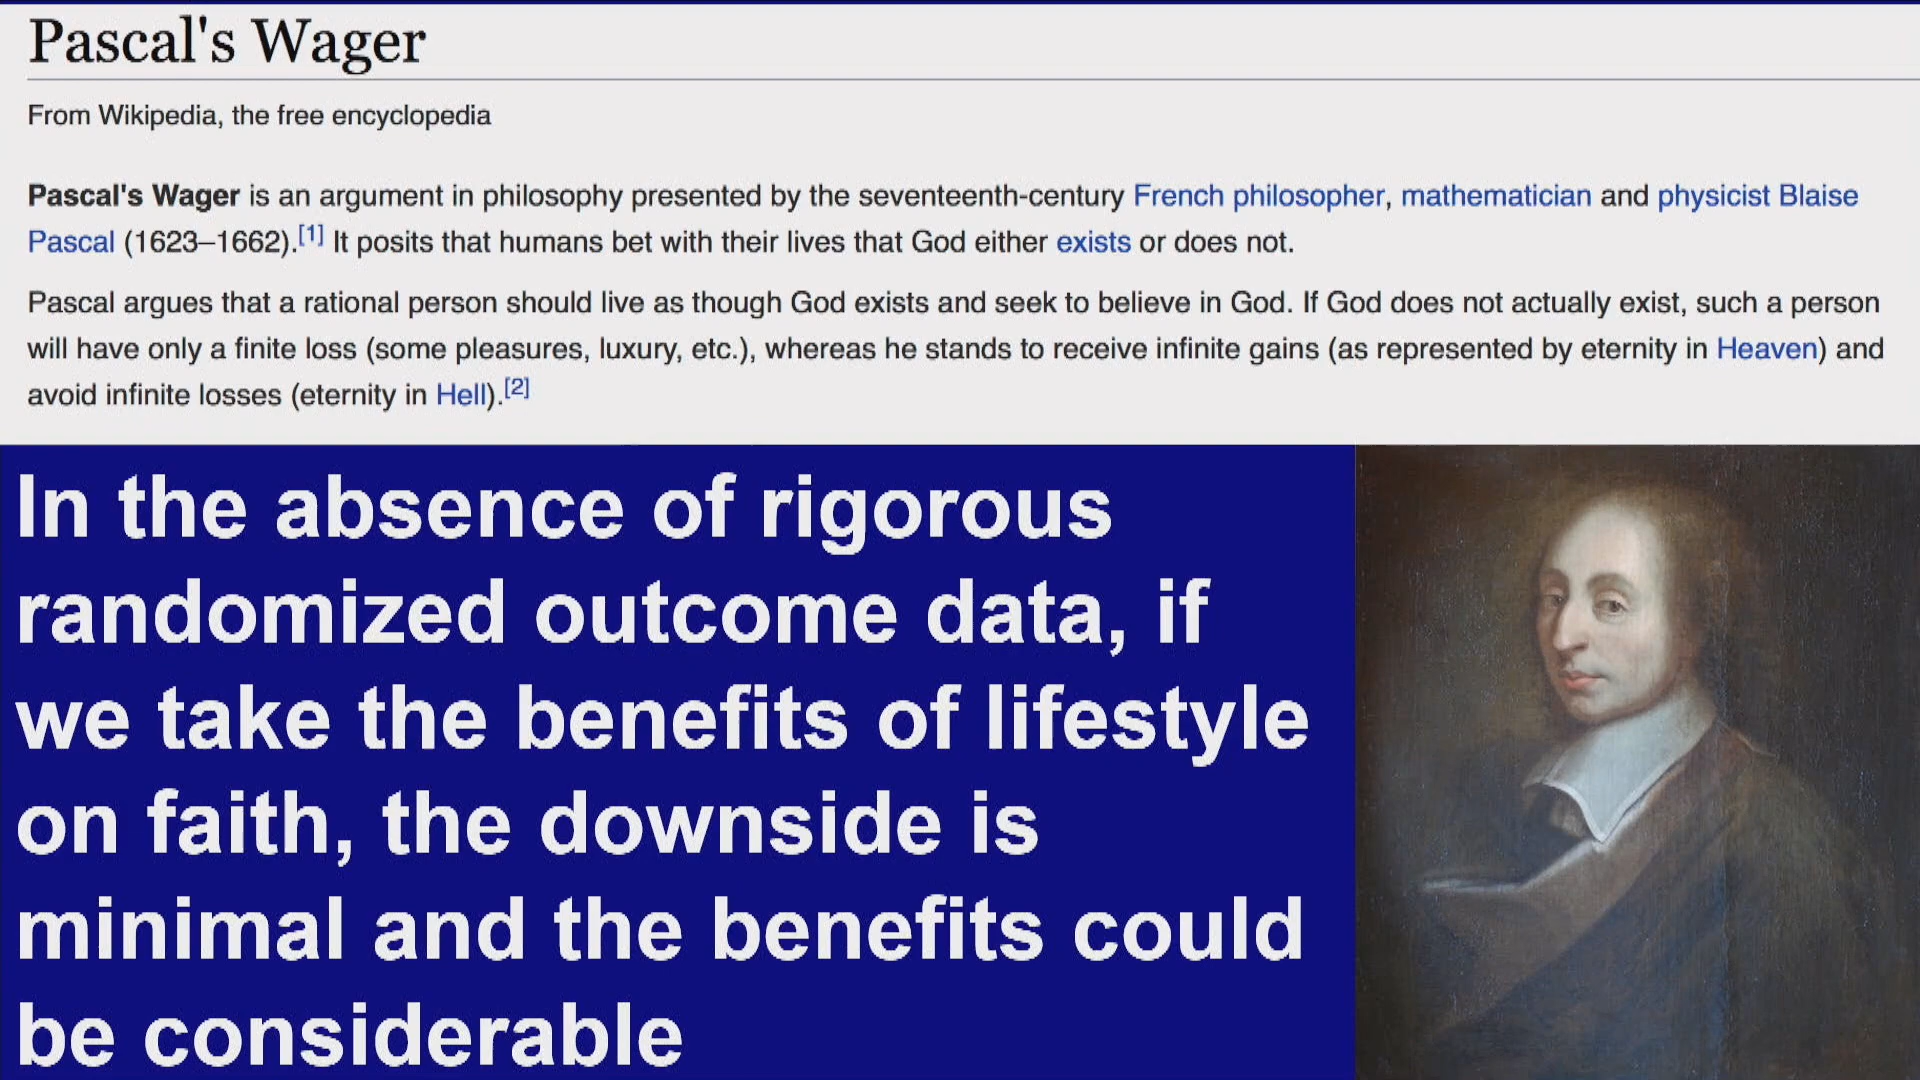 Pascal's Wager
From Wikipedia, the free encyclopedia
Pascal's Wager is an argument in philosophy presented by the seventeenth-century French philosopher, mathematician and physicist Blaise
Pascal (1623–1662).[1] It posits that humans bet with their lives that God either exists or does not.
Pascal argues that a rational person should live as though God exists and seek to believe in God. If God does not actually exist, such a person
will have only a finite loss (some pleasures, luxury, etc.), whereas he stands to receive infinite gains (as represented by eternity in Heaven) and
avoid infinite losses (eternity in Hell).[2]
In the absence of rigorous
randomized outcome data, if
we take the benefits of lifestyle
on faith, the downside is
minimal and the benefits could
be considerable